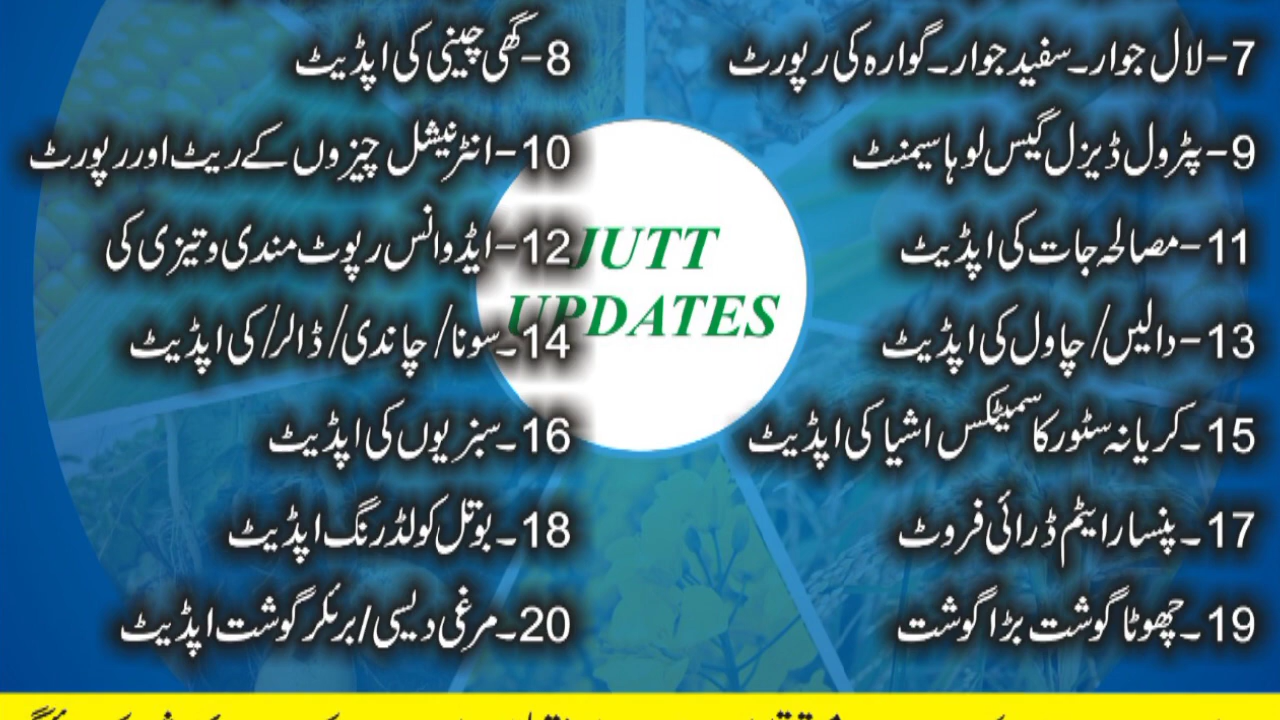 7-لال جوار۔سفید جوار۔گوارہ کی رپورٹ
8-گھی چینی کی اپڈیٹ
9-پٹرول ڈیزل گیس لوہا سیمنٹ
10-انٹرنیشل چیزوں کے ریٹ اور رپورٹ
11-مصالحہ جات کی اپڈیٹ
12-ایڈوانس رپوٹ مندی و تیزی کی
JUTT
UPDATES
13-دالیں/چاول کی اپڈیٹ
14۔سونا/چاندی/ڈالر/کی اپڈیٹ
15۔کریانہ سٹور کاسمیٹکس اشیا کی اپڈیٹ
16۔سبزیوں کی اپڈیٹ
17۔پنسار ایٹم ڈرائی فروٹ
18۔بوتل کولڈرنگ اپڈیٹ
19۔چھوٹا گوشت بڑا گوشت
20۔مرغی دیسی/برئلر گوشت اپڈیٹ